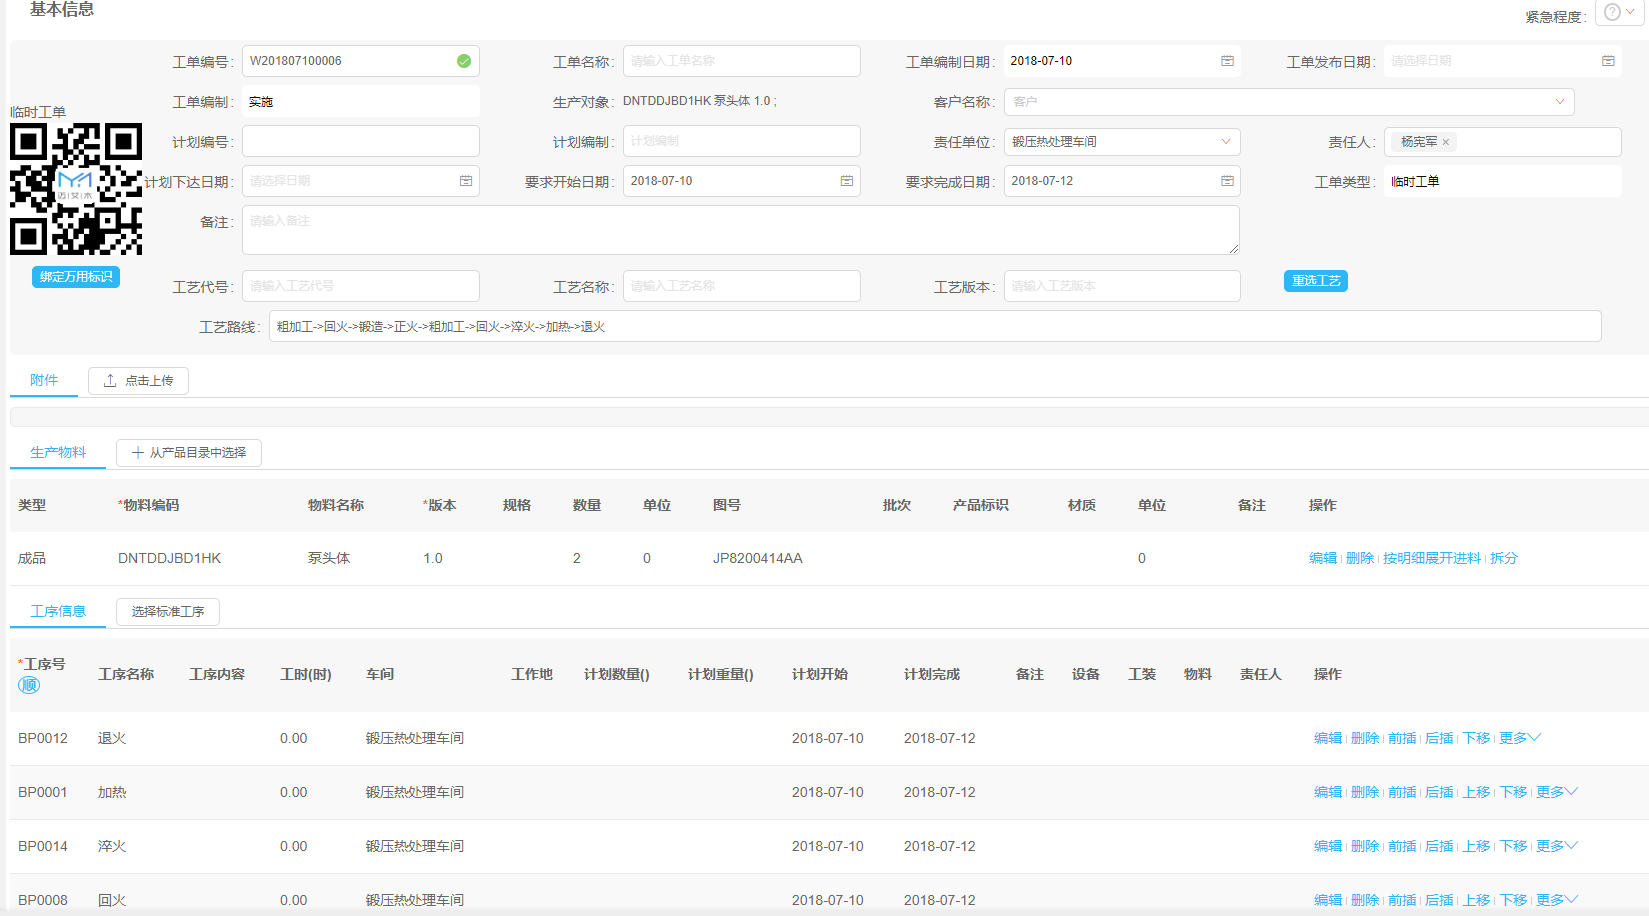 基本信息
紧急程度:
工单编号: W201807100006 工单名称: 请输入工单名称 工单编制日期: 2018-07-10 工单发布日期: 请选择日期
临时工单
工单编制: 实施 生产对象: DNTDDJBD1HK 泵头体 1.0 ; 客户名称: 客户
计划编号: 计划编制: 计划编制 责任单位: 锻压热处理车间 责任人: 杨宪军 ×
迈艾木
计划下达日期: 请选择日期 要求开始日期: 2018-07-10 要求完成日期: 2018-07-12 工单类型: 临时工单
备注: 请输入备注
绑定万用标识
工艺代号: 请输入工艺代号 工艺名称: 请输入工艺名称 工艺版本: 请输入工艺版本 重选工艺
工艺路线: 粗加工->回火->锻造->正火->粗加工->回火->淬火->加热->退火
附件 点击上传
生产物料 从产品目录中选择
类型 *物料编码 物料名称 *版本 规格 数量 单位 图号 批次 产品标识 材质 单位 备注 操作
成品 DNTDDJBD1HK 泵头体 1.0 2 0 JP8200414AA 0 编辑 删除 按明细展开进料 拆分
工序信息 选择标准工序
*工序号 顺 工序名称 工序内容 工时(时) 车间 工作地 计划数量() 计划重量() 计划开始 计划完成 备注 设备 工装 物料 责任人 操作
BP0012 退火 0.00 锻压热处理车间 2018-07-10 2018-07-12 编辑 删除 前插 后插 下移 更多
BP0001 加热 0.00 锻压热处理车间 2018-07-10 2018-07-12 编辑 删除 前插 后插 上移 下移 更多
BP0014 淬火 0.00 锻压热处理车间 2018-07-10 2018-07-12 编辑 删除 前插 后插 上移 下移 更多
BP0008 回火 0.00 锻压热处理车间 2018-07-10 2018-07-12 编辑 删除 前插 后插 上移 下移 更多